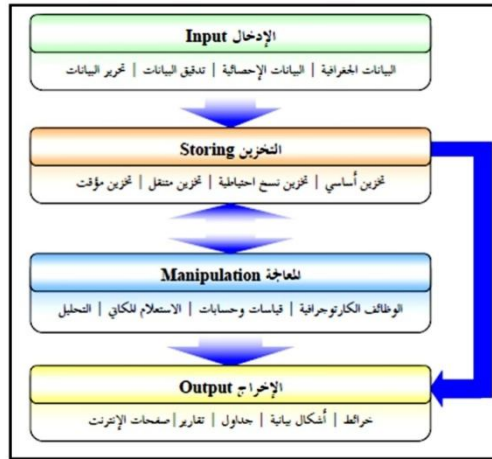 الإدخال Input
البيانات الجغرافية | البيانات الإحصائية | تدقيق البيانات | تحرير البيانات
التخزين Storing
تخزين أساسي | تخزين نسخ احتياطية | تخزين متنقل | تخزين مؤقت
المعالجة Manipulation
الوظائف الكارتوجرافية | قياسات وحسابات | الاستعلام المكاني | التحليل
الإخراج Output
خرائط | أشكال بيانية | جداول | تقارير | صفحات الإنترنت